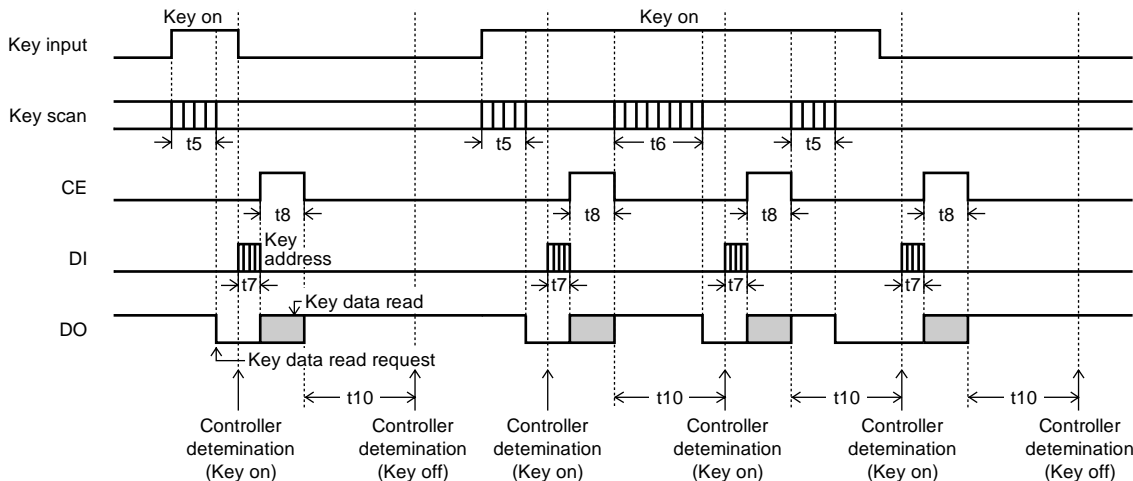 Key on
Key on
Key input
Key scan
t5
t5
t6
t5
CE
t8
t8
t8
t8
DI
Key
address
t7
t7
t7
t7
Key data read
DO
Key data read request
t10
t10
t10
t10
Controller
detemination
(Key on)
Controller
detemination
(Key off)
Controller
detemination
(Key on)
Controller
detemination
(Key on)
Controller
detemination
(Key on)
Controller
detemination
(Key off)